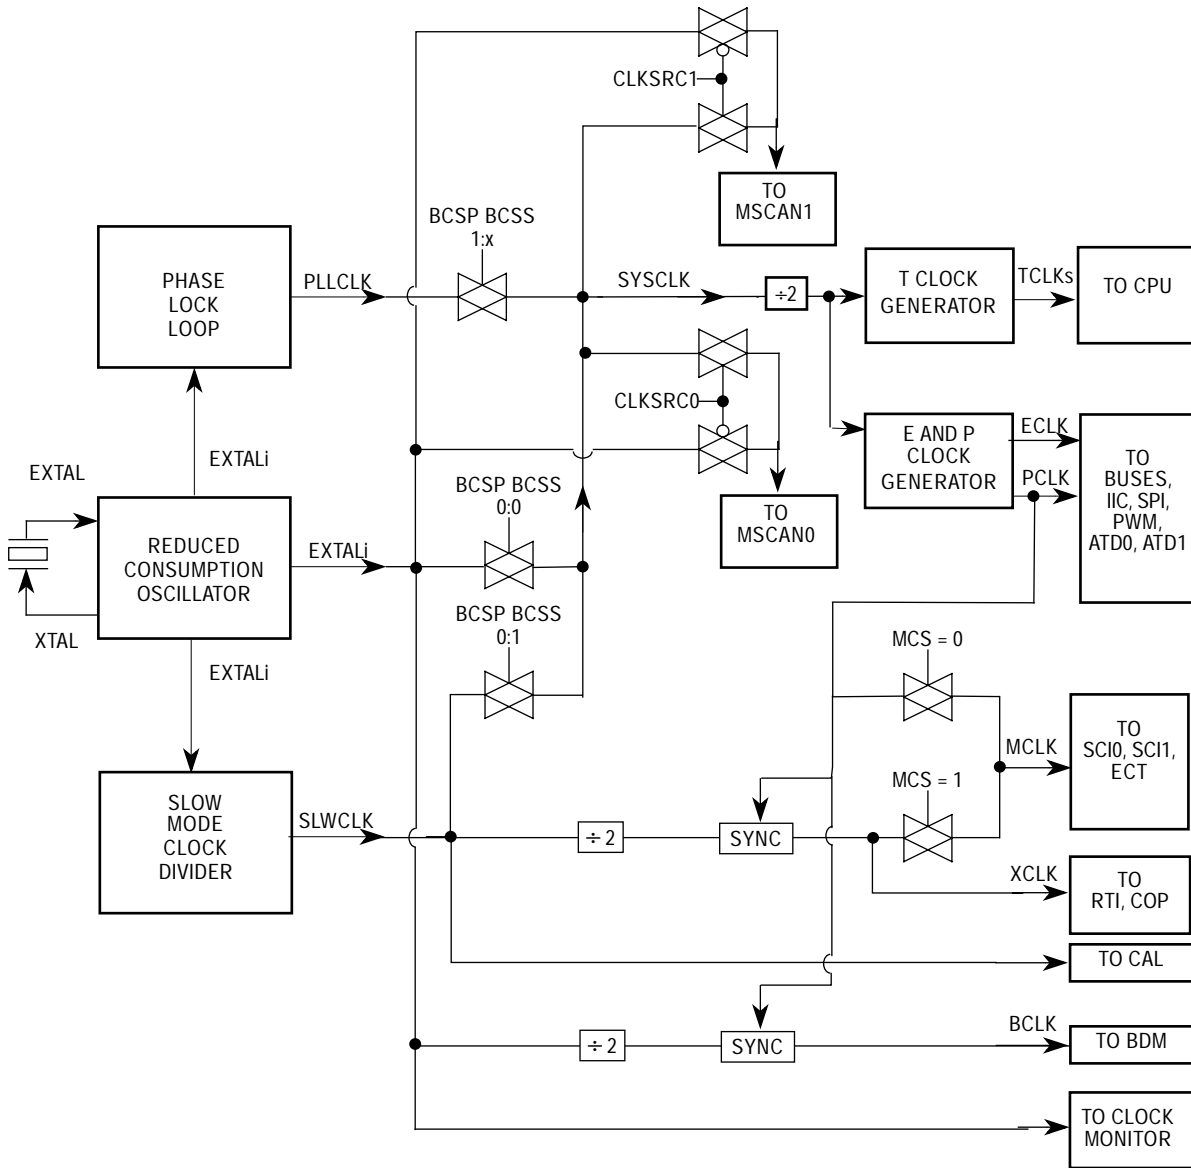 CLKSRC1
TO
MSCAN1
BCSP BCSS
1:x
PHASE
LOCK
LOOP
PLLCLK
SYSCLK
÷2
T CLOCK
GENERATOR
TCLKs
TO CPU
CLKSRC0
E AND P
CLOCK
GENERATOR
ECLK
PCLK
TO
BUSES,
IIC, SPI,
PWM,
ATD0, ATD1
EXTALi
EXTAL
BCSP BCSS
0:0
TO
MSCAN0
REDUCED
CONSUMPTION
OSCILLATOR
EXTALi
XTAL
BCSP BCSS
0:1
EXTALi
MCS = 0
TO
SCI0, SCI1,
ECT
MCLK
SLOW
MODE
CLOCK
DIVIDER
SLWCLK
÷ 2
SYNC
MCS = 1
XCLK
TO
RTI, COP
TO CAL
÷ 2
SYNC
BCLK
TO BDM
TO CLOCK
MONITOR